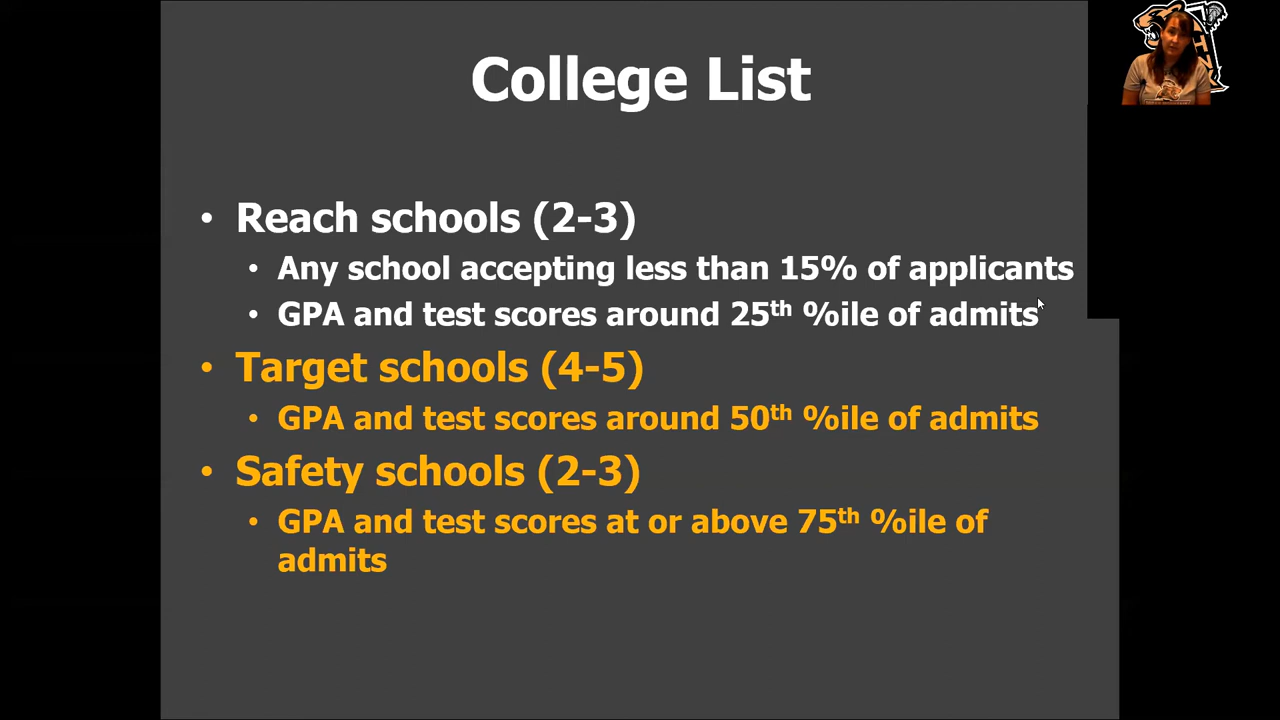 College List
• Reach schools (2-3)
• Any school accepting less than 15% of applicants
• GPA and test scores around 25th %ile of admits
• Target schools (4-5)
• GPA and test scores around 50th %ile of admits
• Safety schools (2-3)
• GPA and test scores at or above 75th %ile of
admits